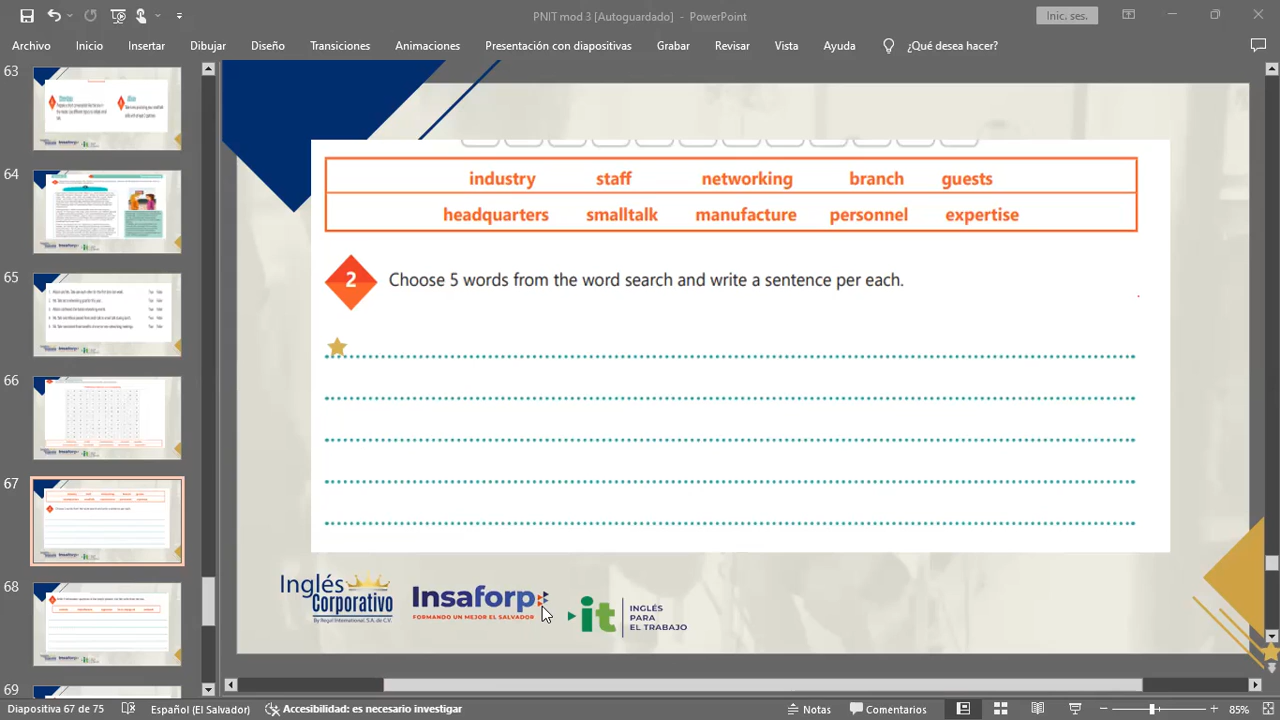 PNIT mod 3 [Autoguardado] - PowerPoint
Inic. ses.
Archivo Inicio Insertar Dibujar Diseño Transiciones Animaciones Presentación con diapositivas Grabar Revisar Vista Ayuda ¿Qué desea hacer?
63
64
65
66
67
68
69
industry staff networking branch guests
headquarters smalltalk manufacture personnel expertise
2 Choose 5 words from the word search and write a sentence per each.
Inglés
Corporativo
By Regal International, S.A. de C.V.
Insaforp
FORMANDO UN MEJOR EL SALVADOR
it
INGLÉS
PARA
EL TRABAJO
Diapositiva 67 de 75 Español (El Salvador) Accesibilidad: es necesario investigar Notas Comentarios 85%